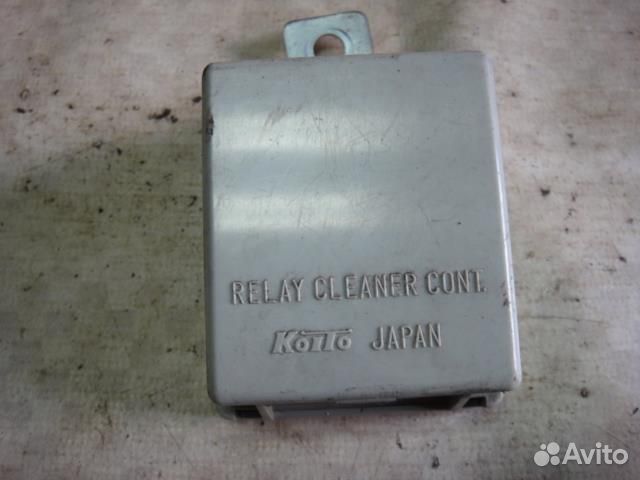 RELAY CLEANER CONT.
KOITO JAPAN
Avito